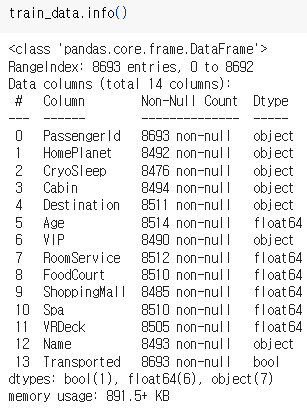 train_data.info()
<class 'pandas.core.frame.DataFrame'>
RangeIndex: 8693 entries, 0 to 8692
Data columns (total 14 columns):
 #   Column        Non-Null Count  Dtype
---  ------        --------------  -----
 0   PassengerId   8693 non-null   object
 1   HomePlanet    8492 non-null   object
 2   CryoSleep     8476 non-null   object
 3   Cabin         8494 non-null   object
 4   Destination   8511 non-null   object
 5   Age           8514 non-null   float64
 6   VIP           8490 non-null   object
 7   RoomService   8512 non-null   float64
 8   FoodCourt     8510 non-null   float64
 9   ShoppingMall  8485 non-null   float64
 10  Spa           8510 non-null   float64
 11  VRDeck        8505 non-null   float64
 12  Name          8493 non-null   object
 13  Transported   8693 non-null   bool
dtypes: bool(1), float64(6), object(7)
memory usage: 891.5+ KB